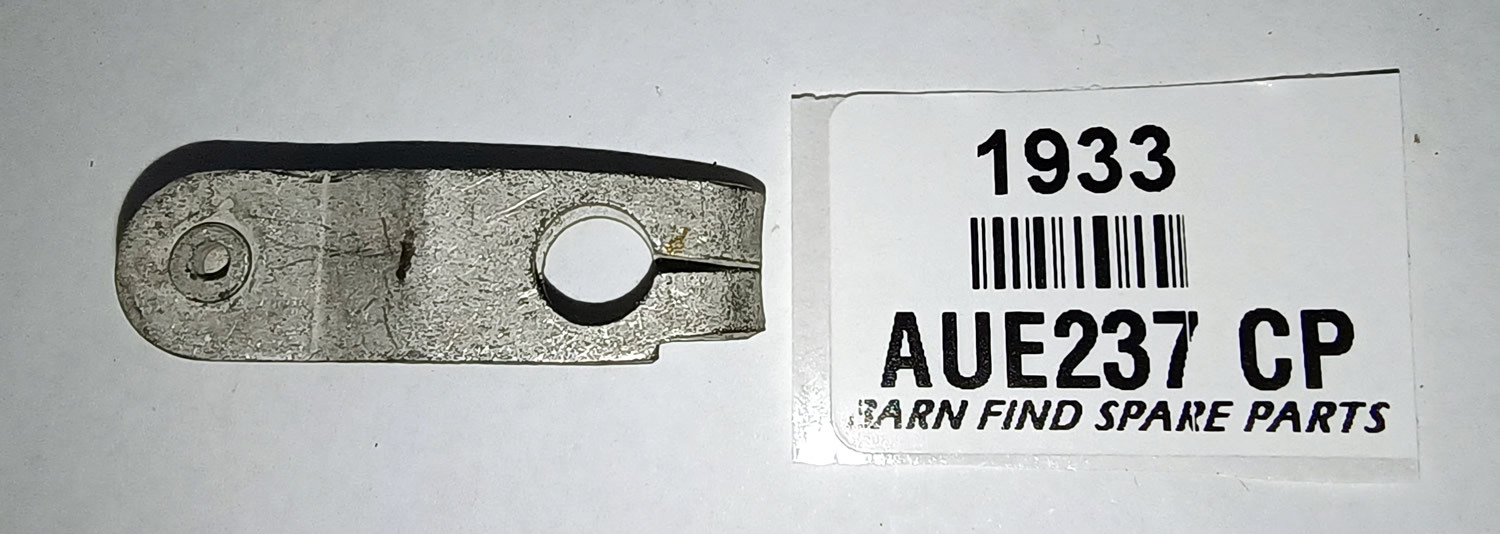 1933
AUE237 CP
BARN FIND SPARE PARTS